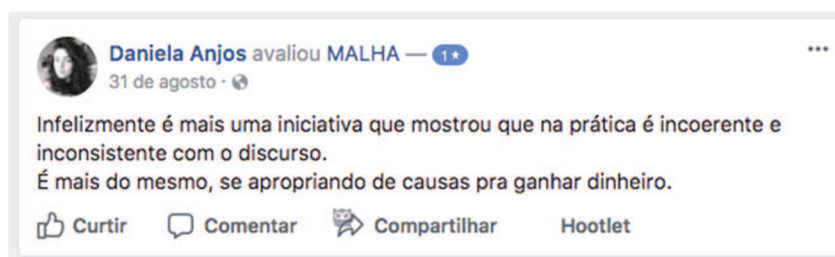 Daniela Anjos avaliou MALHA — 1★
31 de agosto ·
Infelizmente é mais uma iniciativa que mostrou que na prática é incoerente e
inconsistente com o discurso.
É mais do mesmo, se apropriando de causas pra ganhar dinheiro.
Curtir Comentar Compartilhar Hootlet